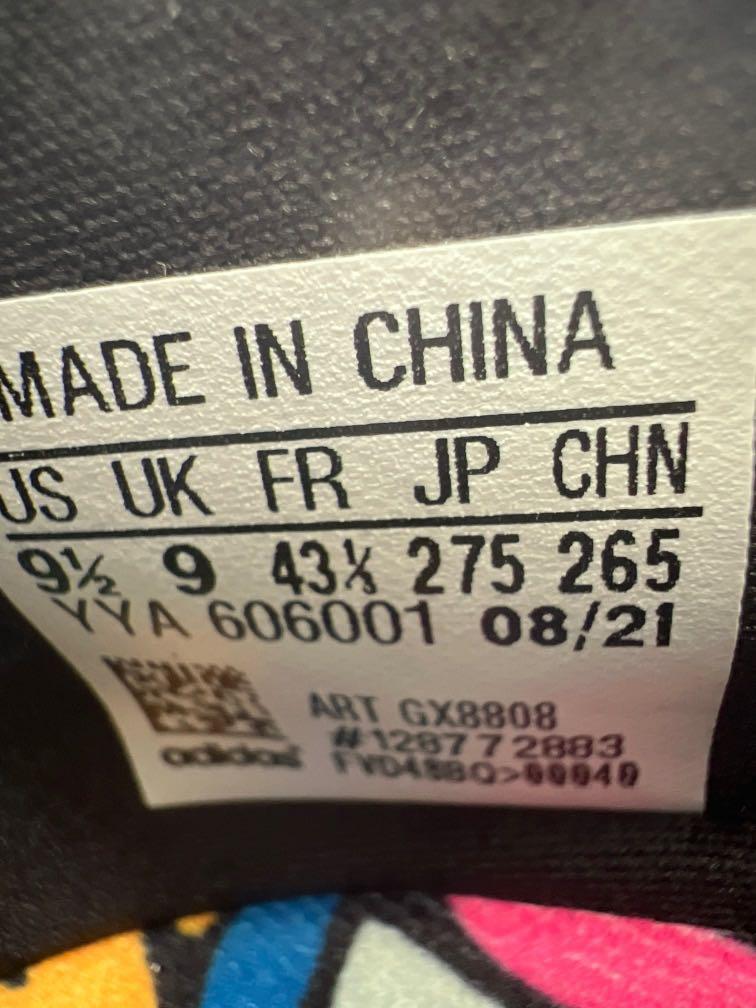 MADE IN CHINA
US UK FR JP CHN
9½ 9 43⅓ 275 265
YYA 606001 08/21
ART GX8808
adidas #128772883